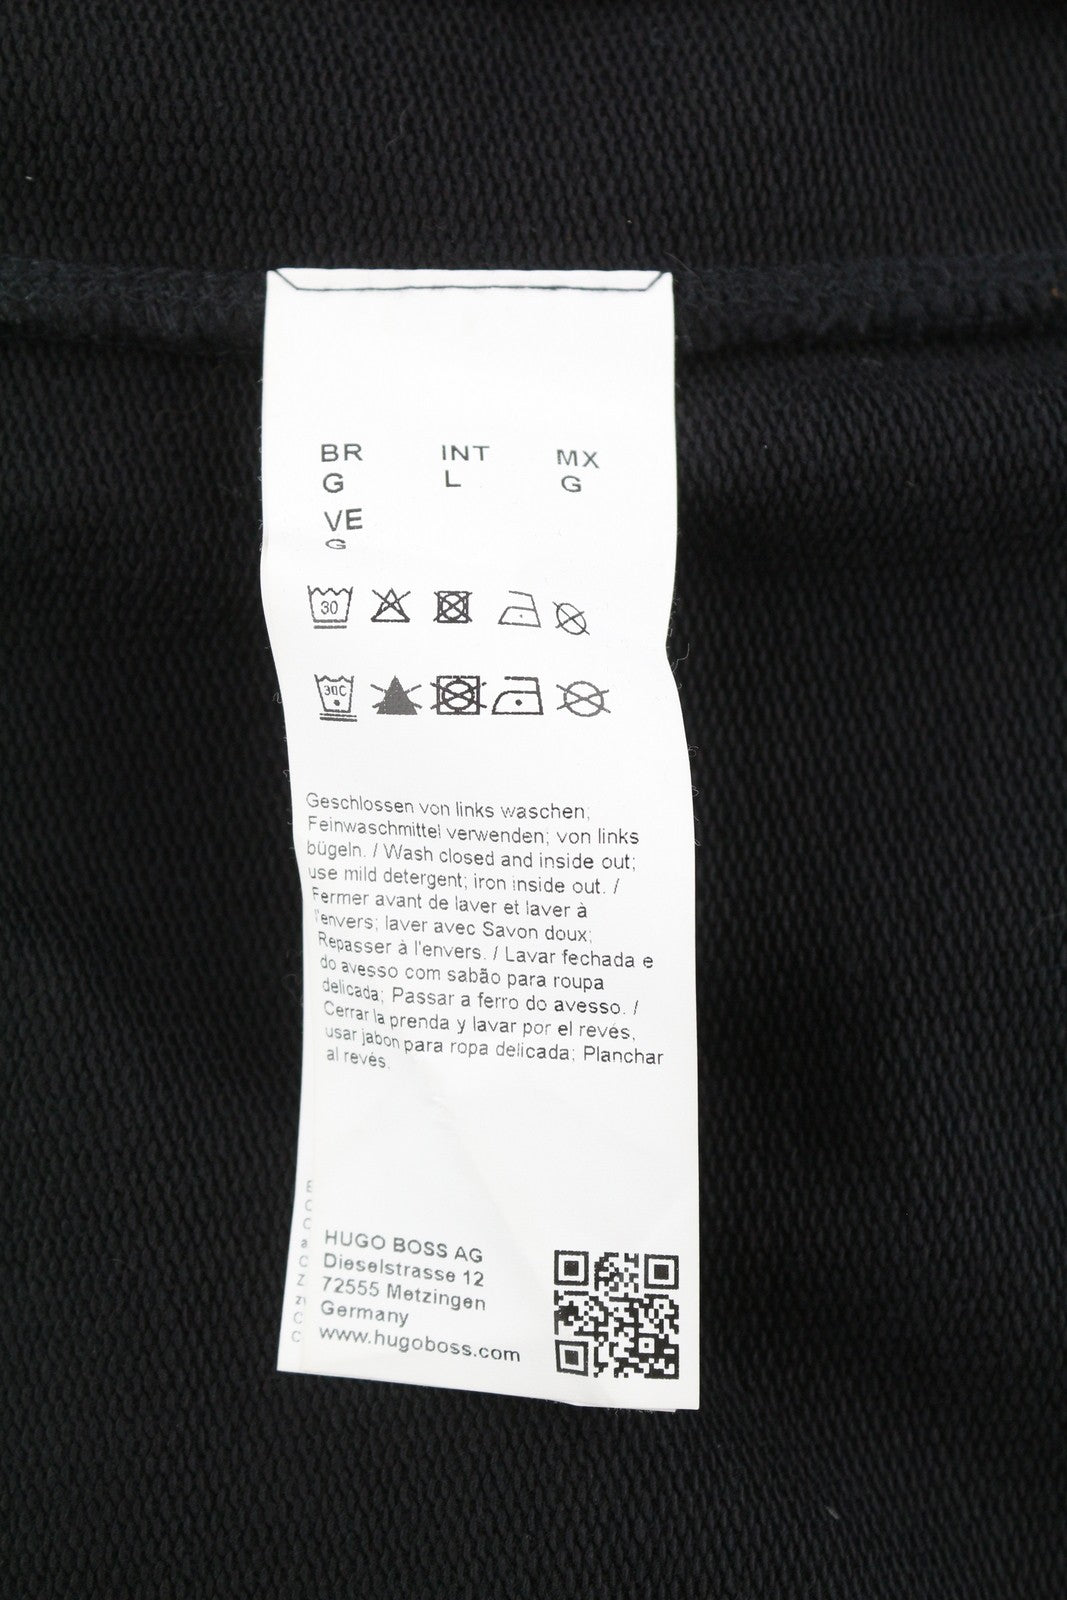 BR INT MX
G L G
VE
G
30
30C
Geschlossen von links waschen;
Feinwaschmittel verwenden; von links
bügeln. / Wash closed and inside out;
use mild detergent; iron inside out. /
Fermer avant de laver et laver à
l'envers; laver avec Savon doux;
Repasser à l'envers. / Lavar fechada e
do avesso com sabão para roupa
delicada; Passar a ferro do avesso. /
Cerrar la prenda y lavar por el revés,
usar jabon para ropa delicada; Planchar
al revés.
HUGO BOSS AG
Dieselstrasse 12
72555 Metzingen
Germany
www.hugoboss.com